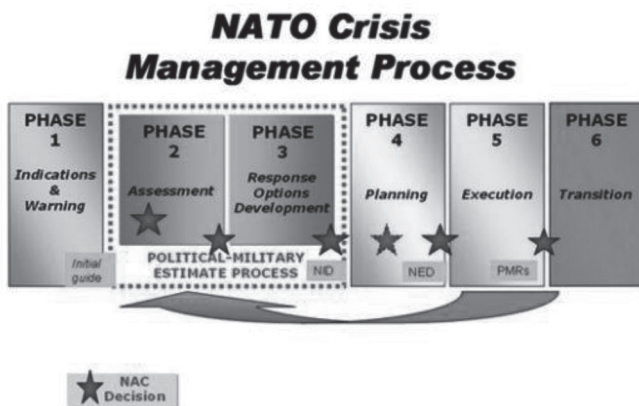 NATO Crisis
Management Process
PHASE
1
Indications
&
Warning
Initial
guide
PHASE
2
Assessment
PHASE
3
Response
Options
Development
POLITICAL-MILITARY
ESTIMATE PROCESS
NID
PHASE
4
Planning
NED
PHASE
5
Execution
PMRs
PHASE
6
Transition
NAC
Decision